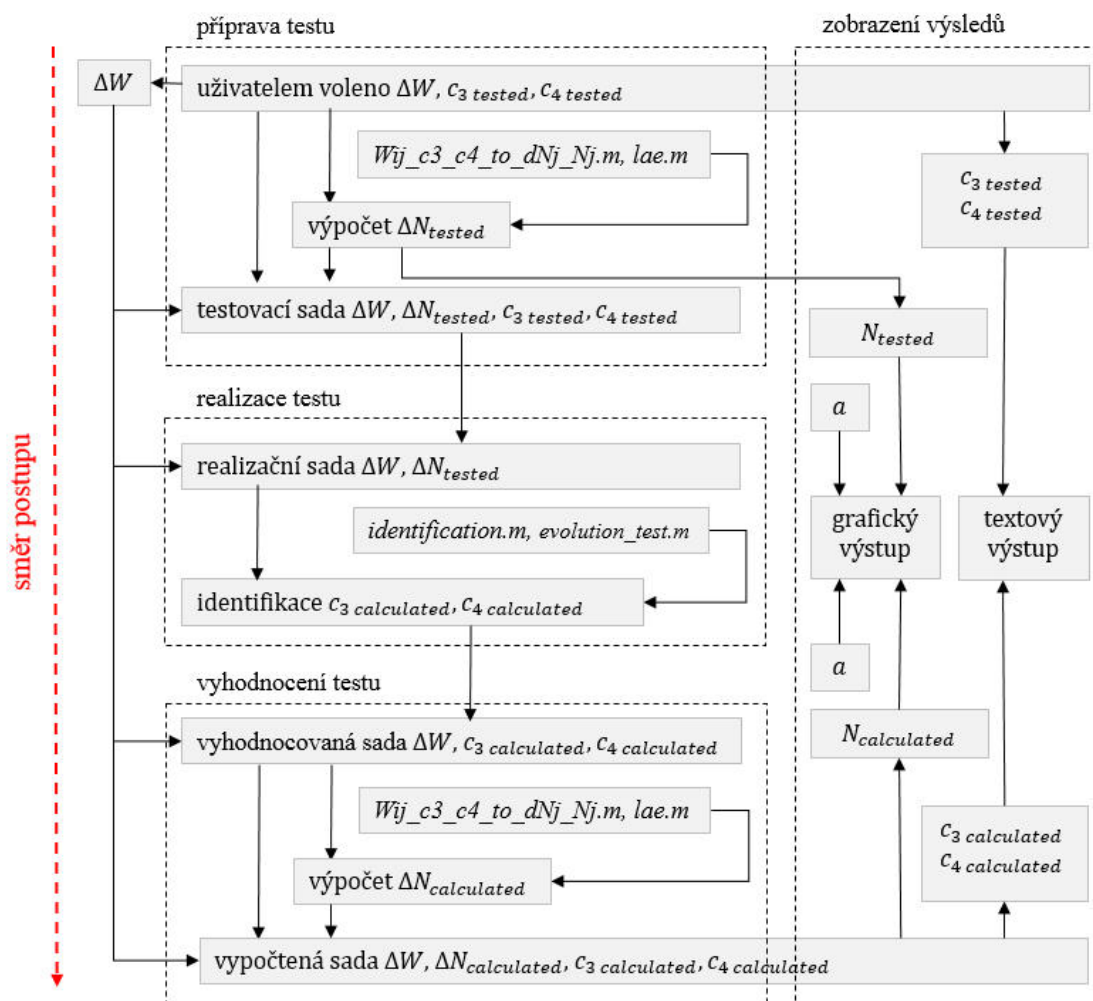 příprava testu
zobrazení výsledů
ΔW
uživatelem voleno ΔW, c3 tested, c4 tested
Wij_c3_c4_to_dNj_Nj.m, lae.m
c3 tested
c4 tested
výpočet ΔNtested
testovací sada ΔW, ΔNtested, c3 tested, c4 tested
Ntested
realizace testu
a
směr postupu
realizační sada ΔW, ΔNtested
identification.m, evolution_test.m
grafický
výstup
textový
výstup
identifikace c3 calculated, c4 calculated
a
vyhodnocení testu
vyhodnocovaná sada ΔW, c3 calculated, c4 calculated
Ncalculated
Wij_c3_c4_to_dNj_Nj.m, lae.m
c3 calculated
c4 calculated
výpočet ΔNcalculated
vypočtená sada ΔW, ΔNcalculated, c3 calculated, c4 calculated